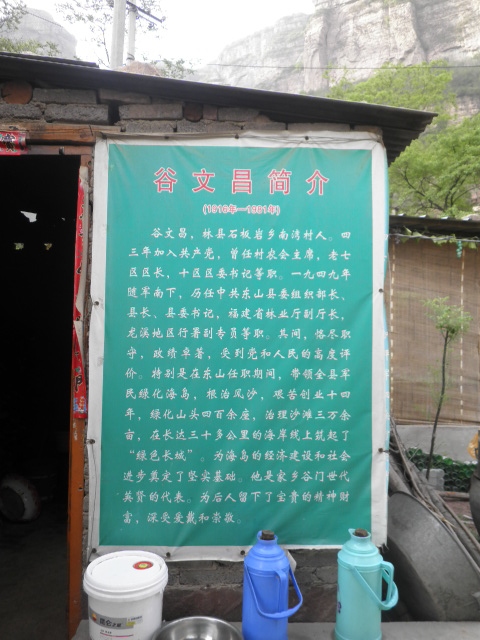 谷文昌简介
(1916年—1981年)
谷文昌，林县石板岩乡南湾村人。四
三年加入共产党，曾任村农会主席，老七
区区长，十区区委书记等职。一九四九年
随军南下，历任中共东山县委组织部长、
县长、县委书记，福建省林业厅副厅长，
龙溪地区行署副专员等职。其间，恪尽职
守，政绩卓著，受到党和人民的高度评
价。特别是在东山任职期间，带领全县军
民绿化海岛，根治风沙，艰苦创业十四
年，绿化山头四百余座，治理沙滩三万余
亩，在长达三十多公里的海岸线上筑起了
“绿色长城”。为海岛的经济建设和社会
进步奠定了坚实基础。他是家乡谷门世代
英贤的代表。为后人留下了宝贵的精神财
富，深受爱戴和崇敬。